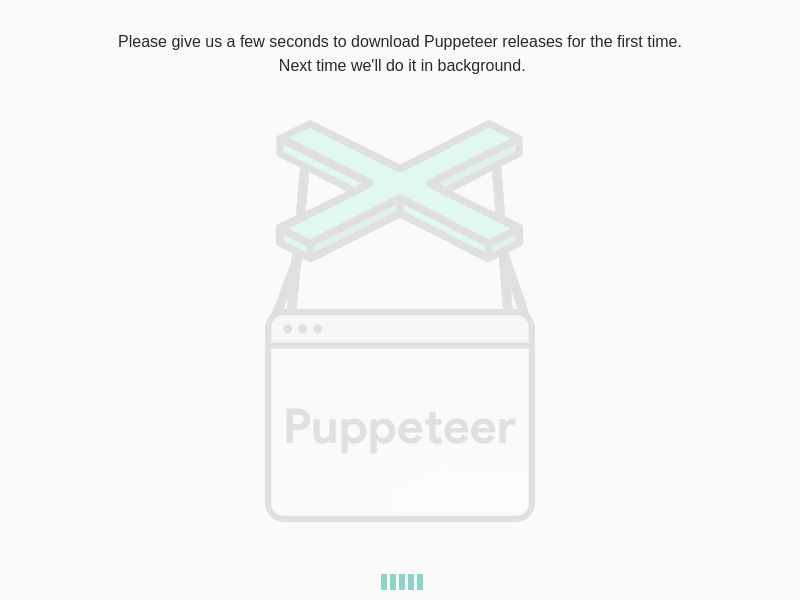 Please give us a few seconds to download Puppeteer releases for the first time.
Next time we'll do it in background.
Puppeteer